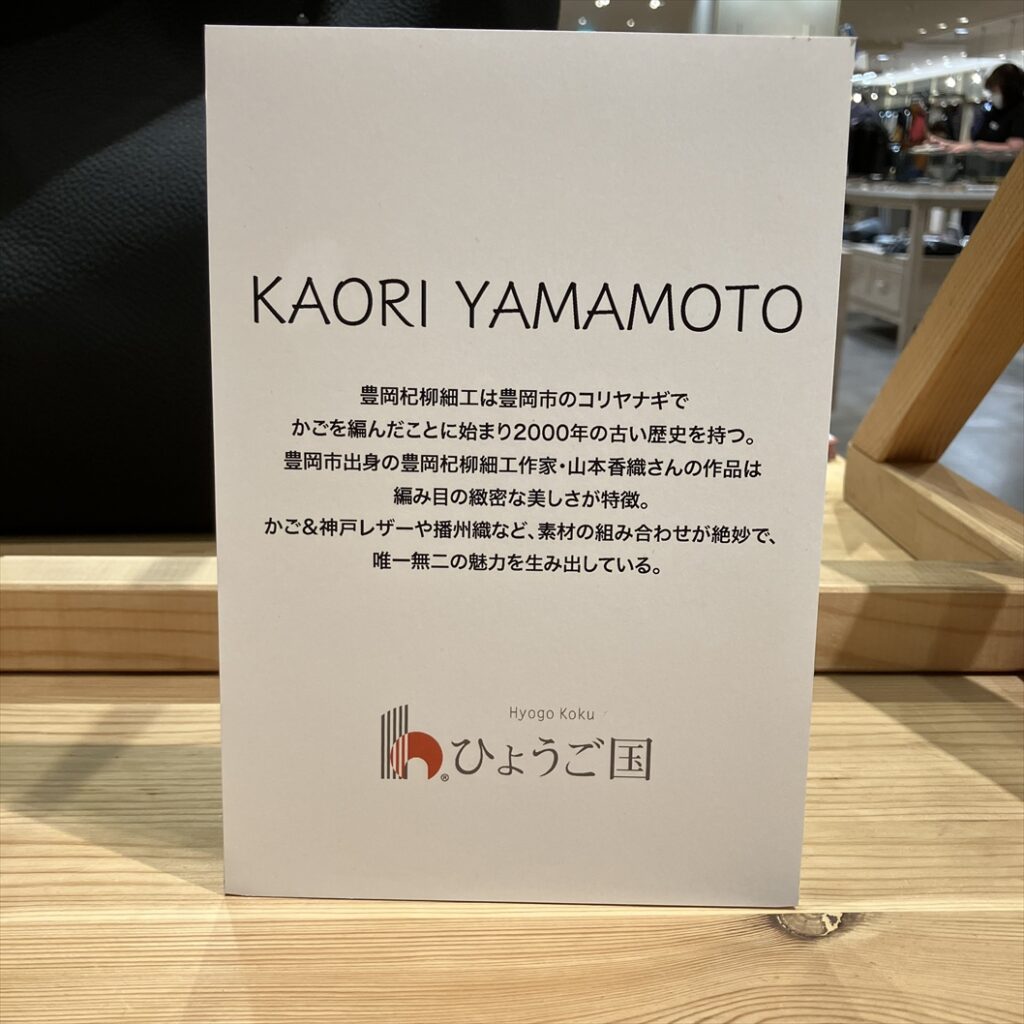 KAORI YAMAMOTO
豊岡杞柳細工は豊岡市のコリヤナギで
かごを編んだことに始まり2000年の古い歴史を持つ。
豊岡市出身の豊岡杞柳細工作家・山本香織さんの作品は
編み目の緻密な美しさが特徴。
かご&神戸レザーや播州織など、素材の組み合わせが絶妙で、
唯一無二の魅力を生み出している。
Hyogo Koku
®ひょうご国